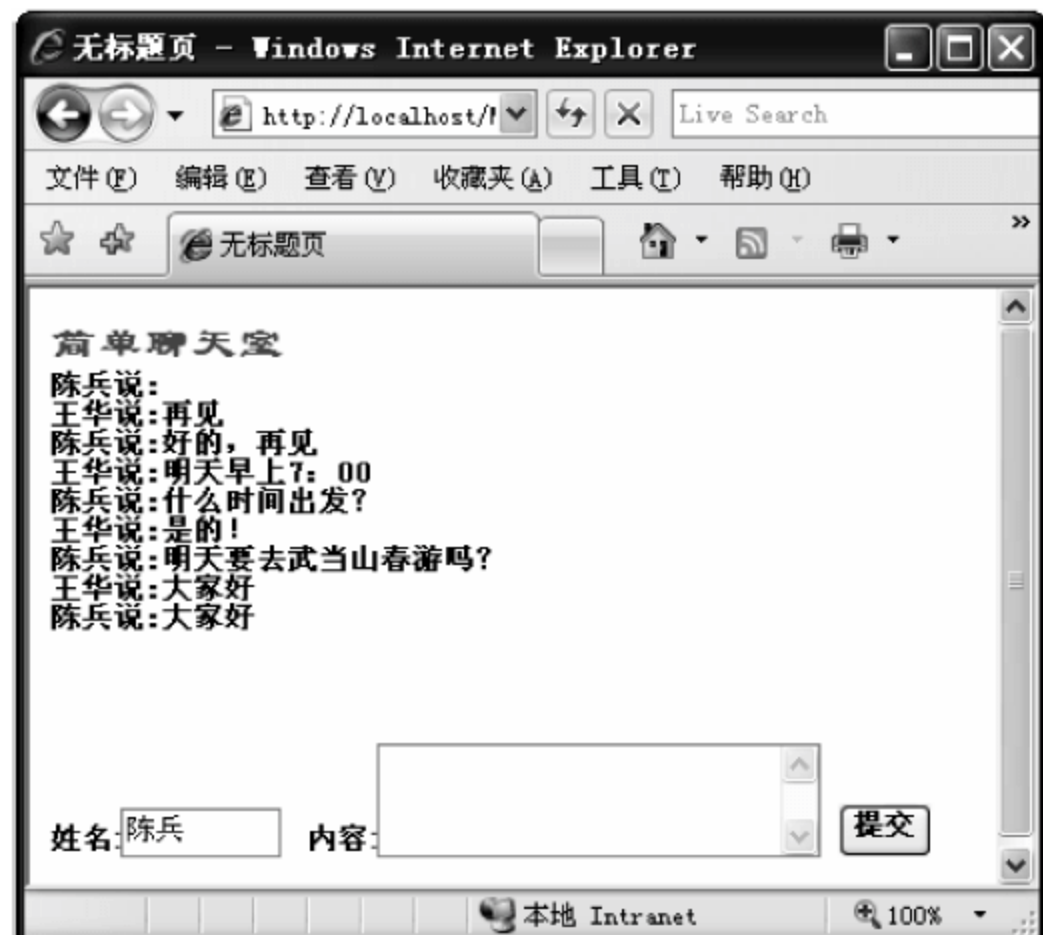 无标题页 - Windows Internet Explorer
http://localhost/
Live Search
文件(F) 编辑(E) 查看(V) 收藏夹(A) 工具(T) 帮助(H)
无标题页
简单聊天室
陈兵说:
王华说:再见
陈兵说:好的，再见
王华说:明天早上7：00
陈兵说:什么时间出发?
王华说:是的!
陈兵说:明天要去武当山春游吗?
王华说:大家好
陈兵说:大家好
姓名:陈兵 内容: 提交
本地 Intranet 100%